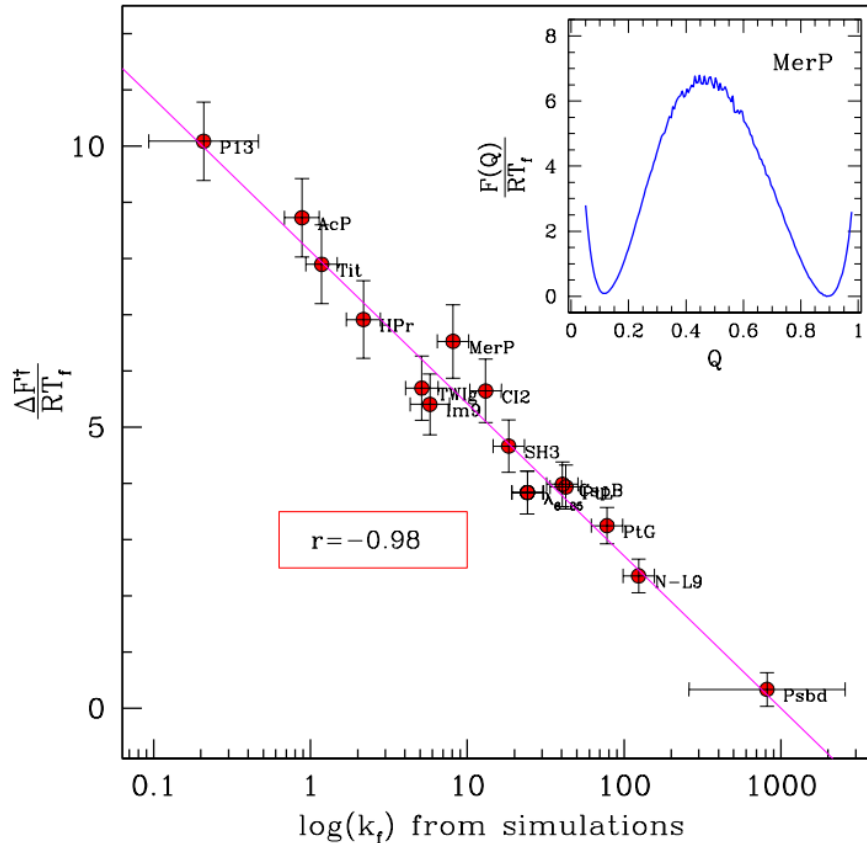 MerP
F(Q)
RT_f
8
6
4
2
0
0
0.2
0.4
0.6
0.8
1
Q
10
5
0
ΔF†
RT_f
P13
AcP
Tit
HPr
MerP
TWIg
Im9
CI2
SH3
CspB
PtG
N-L9
Psbd
r=-0.98
0.1
1
10
100
1000
log(k_f) from simulations